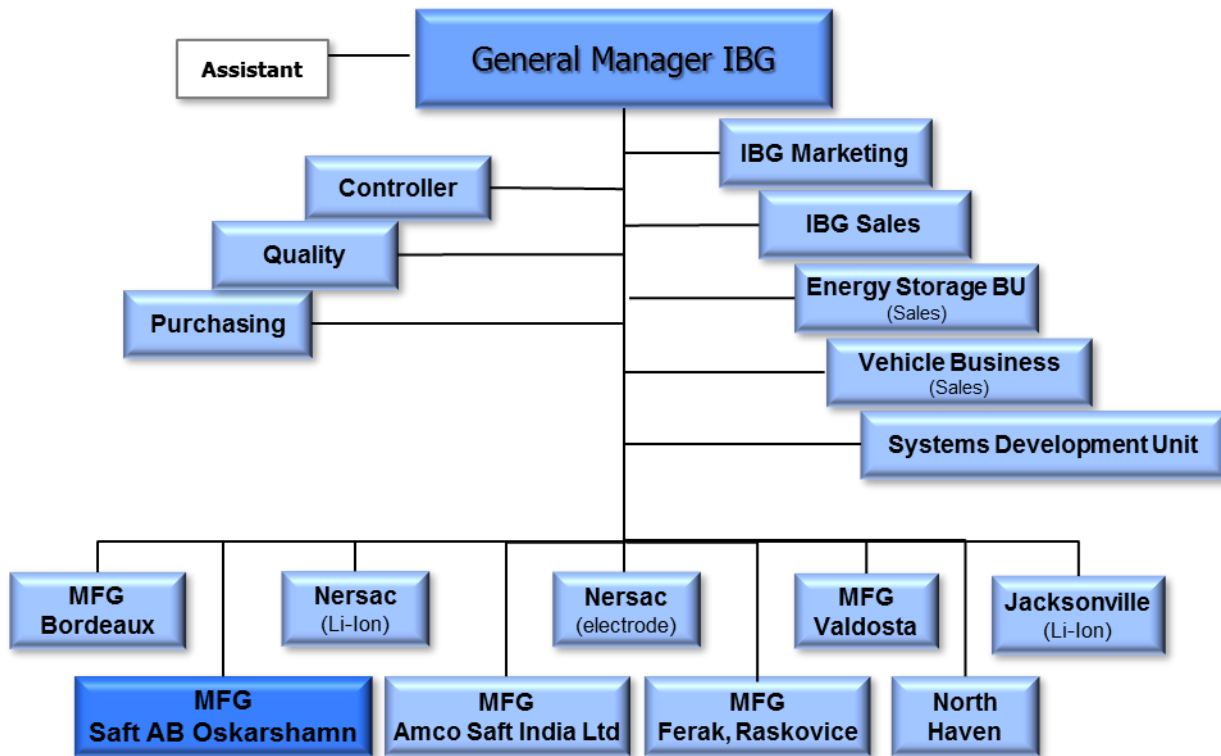 General Manager IBG
Assistant
IBG Marketing
Controller
IBG Sales
Quality
Energy Storage BU
(Sales)
Purchasing
Vehicle Business
(Sales)
Systems Development Unit
MFG
Bordeaux
Nersac
(Li-Ion)
Nersac
(electrode)
MFG
Valdosta
Jacksonville
(Li-Ion)
MFG
Saft AB Oskarshamn
MFG
Amco Saft India Ltd
MFG
Ferak, Raskovice
North
Haven